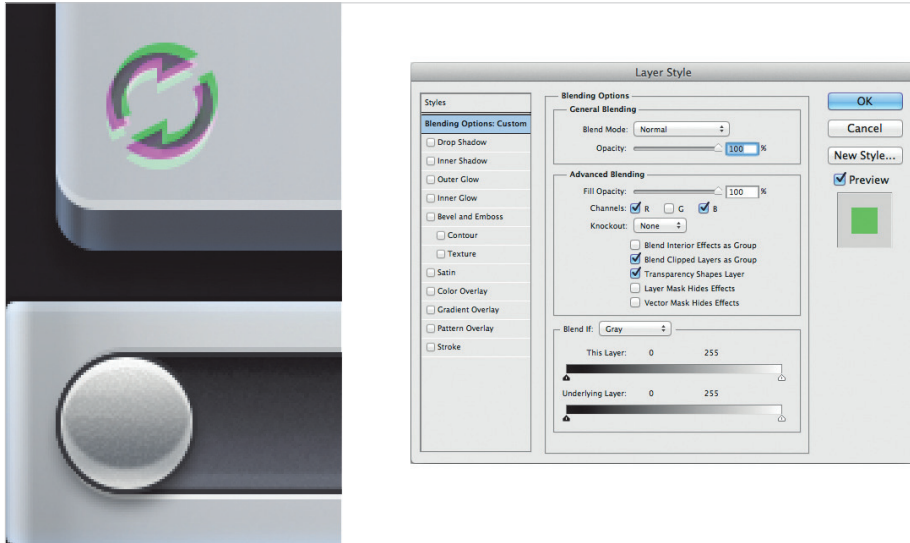 Layer Style
Styles
Blending Options: Custom
Drop Shadow
Inner Shadow
Outer Glow
Inner Glow
Bevel and Emboss
Contour
Texture
Satin
Color Overlay
Gradient Overlay
Pattern Overlay
Stroke
Blending Options
General Blending
Blend Mode: Normal
Opacity: 100 %
Advanced Blending
Fill Opacity: 100 %
Channels: R G B
Knockout: None
Blend Interior Effects as Group
Blend Clipped Layers as Group
Transparency Shapes Layer
Layer Mask Hides Effects
Vector Mask Hides Effects
Blend If: Gray
This Layer: 0 255
Underlying Layer: 0 255
OK
Cancel
New Style...
Preview